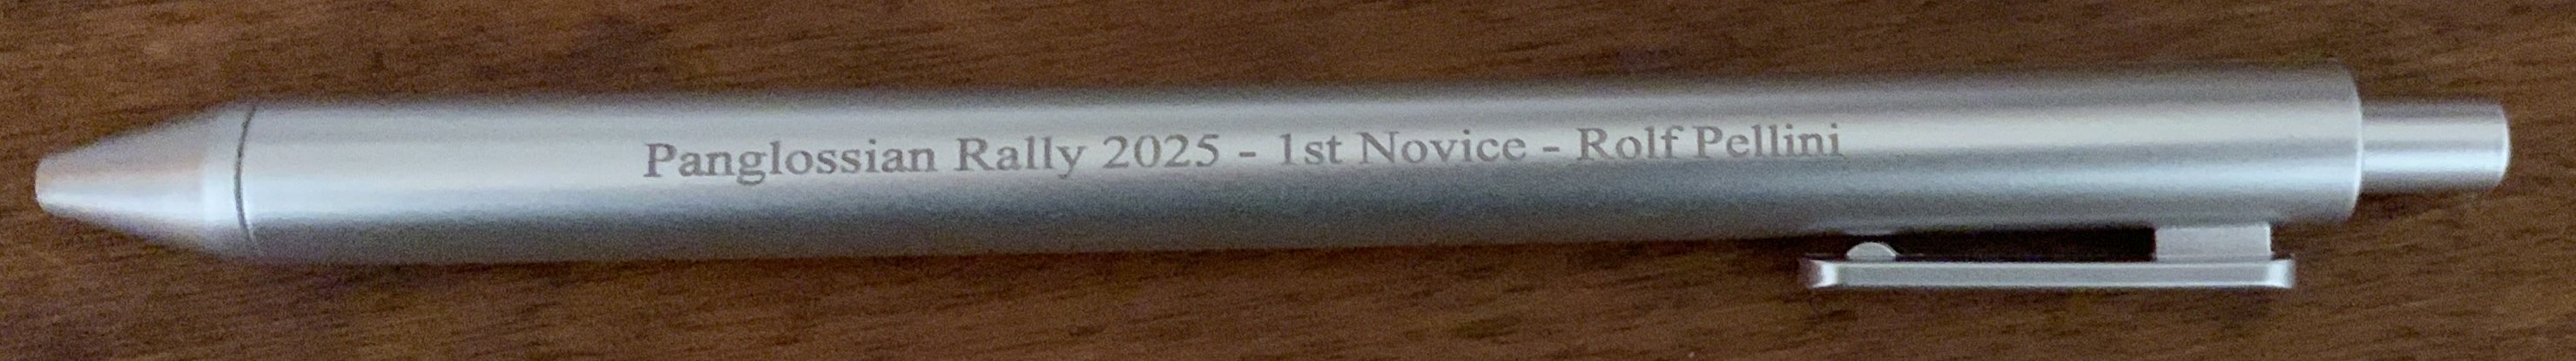 Panglossian Rally 2025 - 1st Novice - Rolf Pellini